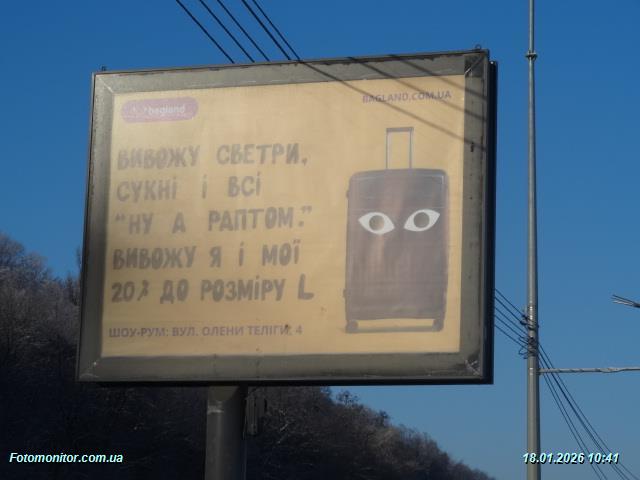 bagland
BAGLAND.COM.UA
ВИВОЖУ СВЕТРИ,
СУКНІ І ВСІ
“НУ А РАПТОМ.”
ВИВОЖУ Я І МОЇ
20% ДО РОЗМІРУ L
ШОУ-РУМ: ВУЛ. ОЛЕНИ ТЕЛІГИ, 4
Fotomonitor.com.ua
18.01.2026 10:41